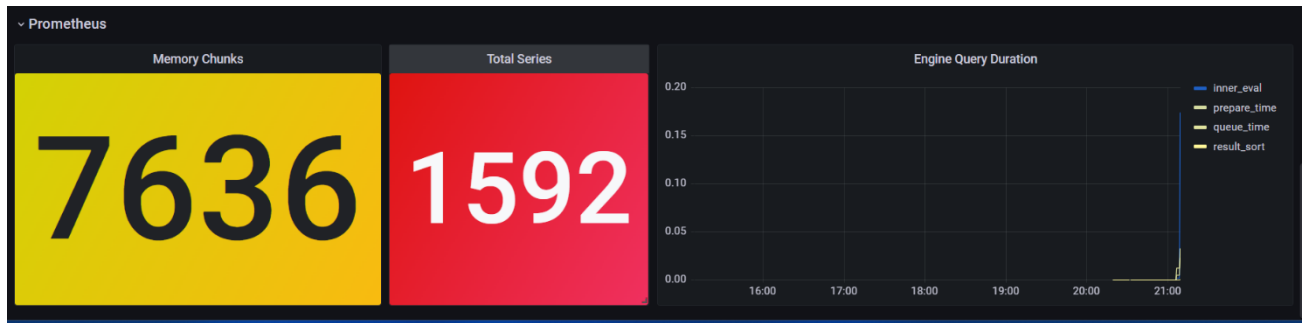 Prometheus
Memory Chunks
7636
Total Series
1592
Engine Query Duration
0.20
0.15
0.10
0.05
0.00
16:00 17:00 18:00 19:00 20:00 21:00
inner_eval
prepare_time
queue_time
result_sort